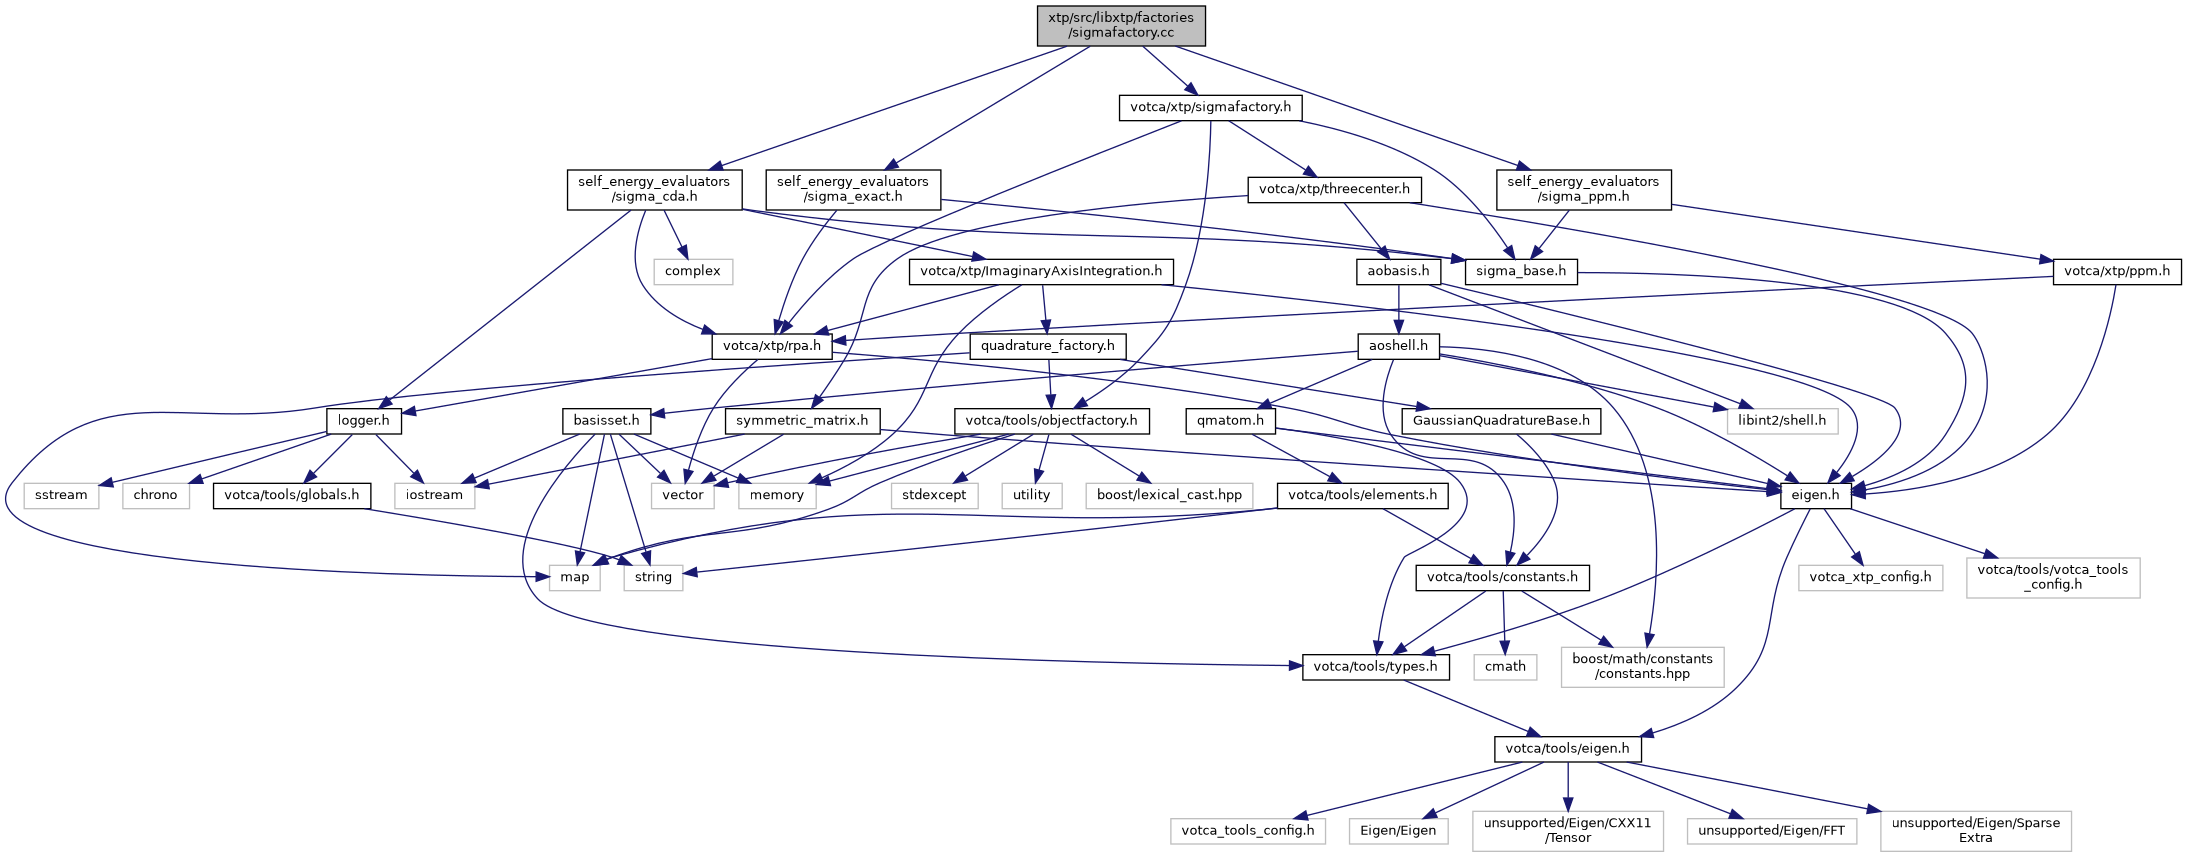 xtp/src/libxtp/factories
/sigmafactory.cc
votca/xtp/sigmafactory.h
self_energy_evaluators
/sigma_cda.h
self_energy_evaluators
/sigma_exact.h
votca/xtp/threecenter.h
self_energy_evaluators
/sigma_ppm.h
complex
votca/xtp/ImaginaryAxisIntegration.h
aobasis.h
sigma_base.h
votca/xtp/ppm.h
votca/xtp/rpa.h
quadrature_factory.h
aoshell.h
logger.h
basisset.h
symmetric_matrix.h
votca/tools/objectfactory.h
qmatom.h
GaussianQuadratureBase.h
libint2/shell.h
sstream
chrono
votca/tools/globals.h
iostream
vector
memory
stdexcept
utility
boost/lexical_cast.hpp
votca/tools/elements.h
eigen.h
map
string
votca/tools/constants.h
votca_xtp_config.h
votca/tools/votca_tools
_config.h
votca/tools/types.h
cmath
boost/math/constants
/constants.hpp
votca/tools/eigen.h
votca_tools_config.h
Eigen/Eigen
unsupported/Eigen/CXX11
/Tensor
unsupported/Eigen/FFT
unsupported/Eigen/Sparse
Extra